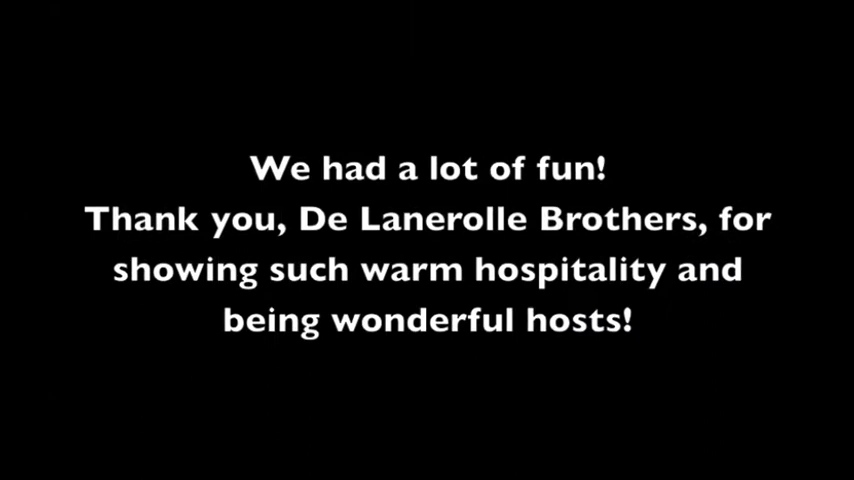 We had a lot of fun!
Thank you, De Lanerolle Brothers, for
showing such warm hospitality and
being wonderful hosts!